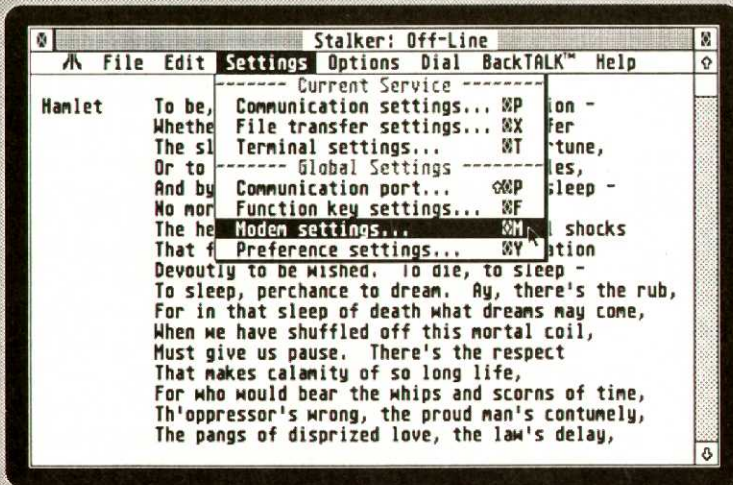 Stalker: Off-Line
File Edit Settings Options Dial BackTALK™ Help
------- Current Service -------
Communication settings... P
File transfer settings... X
Terminal settings... T
------- Global Settings -------
Communication port... ⇧P
Function key settings... F
Modem settings... M
Preference settings... Y
Hamlet To be, ion -
Whethe fer
The sl rtune,
Or to les,
And by sleep -
No mor
The he l shocks
That f ation
Devoutly to be wished. To die, to sleep -
To sleep, perchance to dream. Ay, there's the rub,
For in that sleep of death what dreams may come,
When we have shuffled off this mortal coil,
Must give us pause. There's the respect
That makes calamity of so long life,
For who would bear the whips and scorns of time,
Th'oppressor's wrong, the proud man's contumely,
The pangs of disprized love, the law's delay,